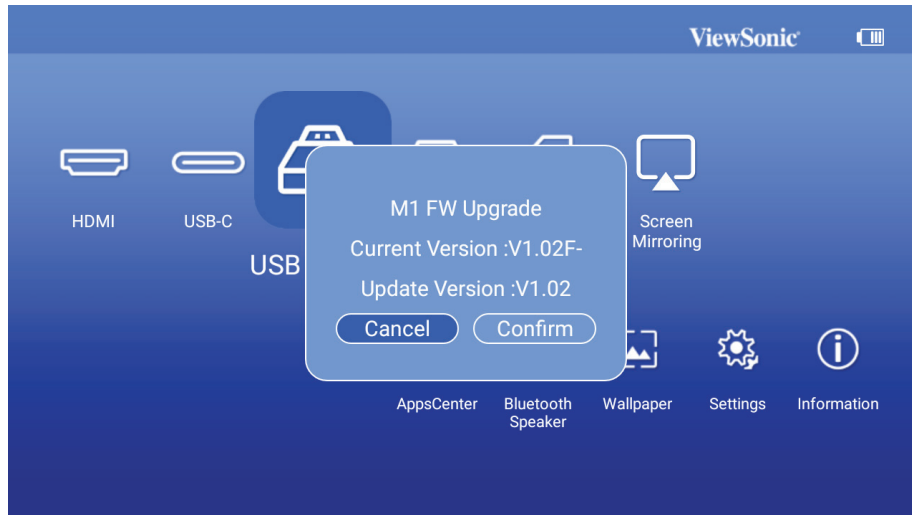 ViewSonic®
HDMI
USB-C
USB
Screen
Mirroring
M1 FW Upgrade
Current Version :V1.02F-
Update Version :V1.02
Cancel
Confirm
AppsCenter
Bluetooth
Speaker
Wallpaper
Settings
Information